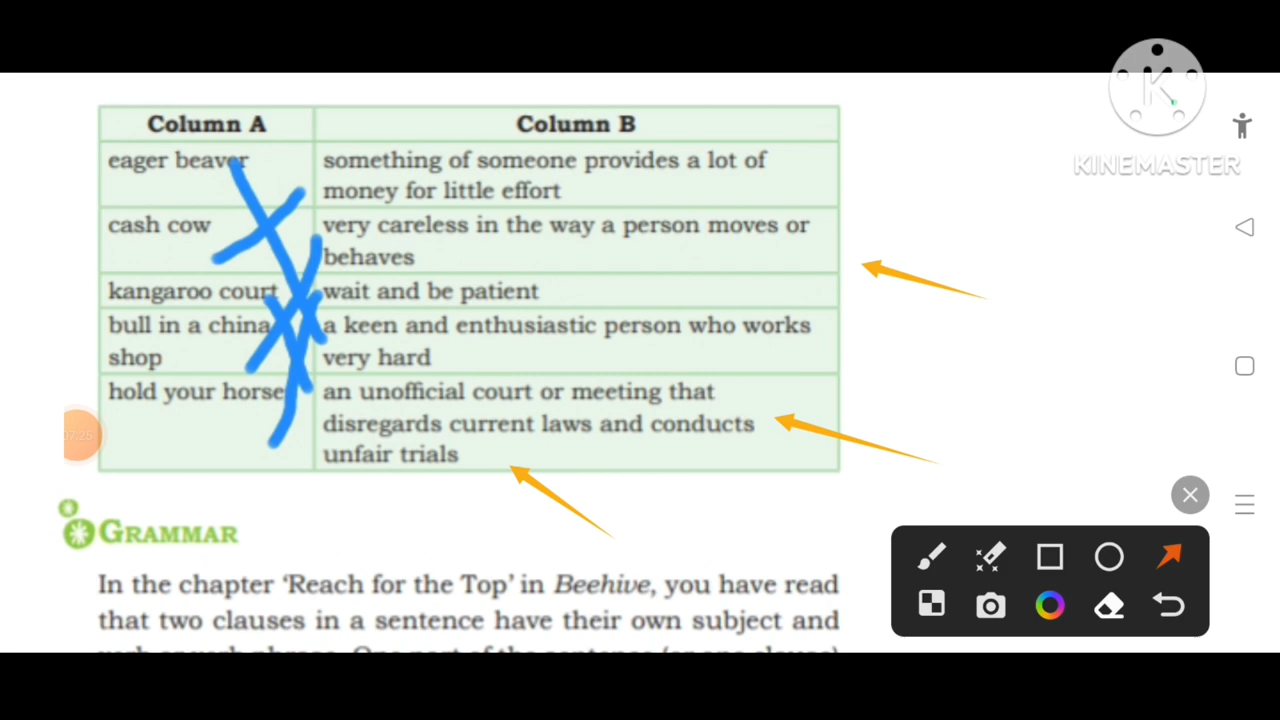 KINEMASTER
Column A Column B
eager beaver something of someone provides a lot of
money for little effort
cash cow very careless in the way a person moves or
behaves
kangaroo court wait and be patient
bull in a china a keen and enthusiastic person who works
shop very hard
hold your horse an unofficial court or meeting that
disregards current laws and conducts
unfair trials
07:25
GRAMMAR
In the chapter ‘Reach for the Top’ in Beehive, you have read
that two clauses in a sentence have their own subject and